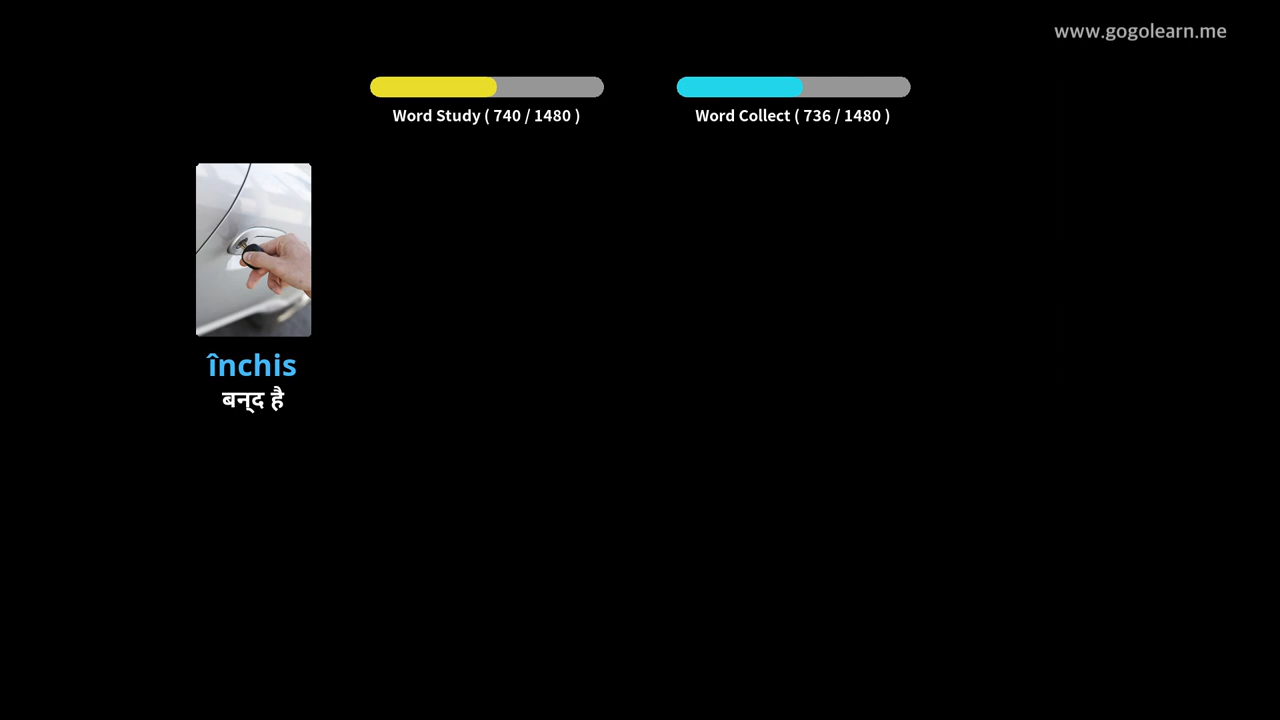 www.gogolearn.me
Word Study ( 740 / 1480 )
Word Collect ( 736 / 1480 )
închis
बन्द है